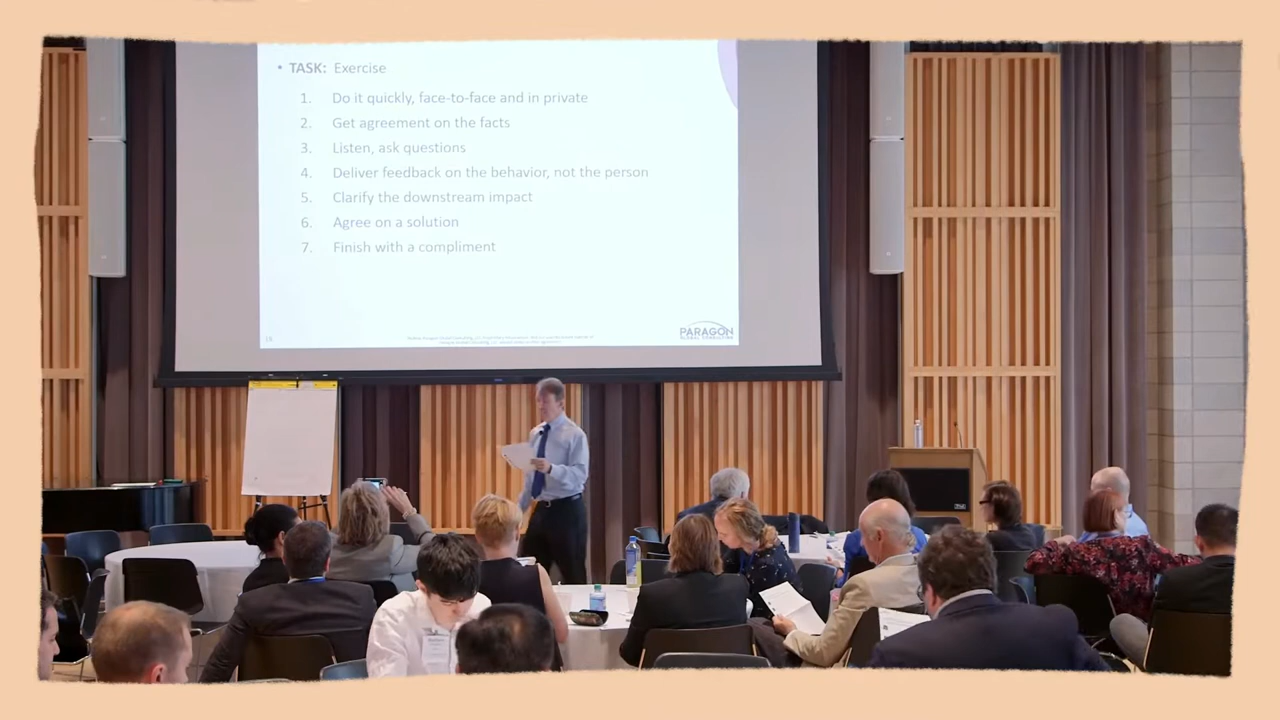 • TASK: Exercise
1. Do it quickly, face-to-face and in private
2. Get agreement on the facts
3. Listen, ask questions
4. Deliver feedback on the behavior, not the person
5. Clarify the downstream impact
6. Agree on a solution
7. Finish with a compliment
PARAGON
GLOBAL CONSULTING